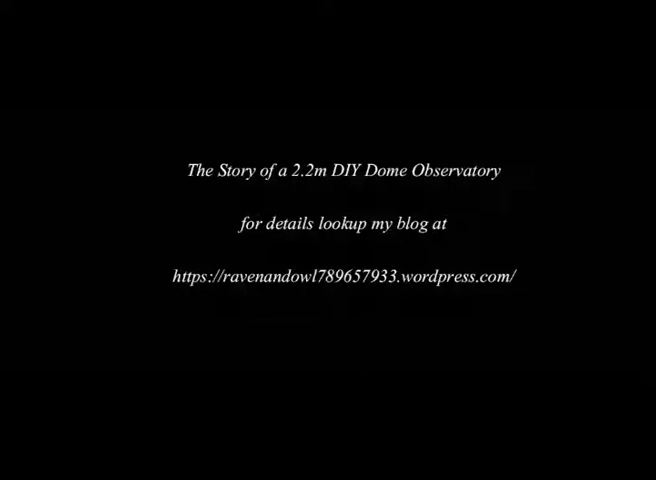 The Story of a 2.2m DIY Dome Observatory
for details lookup my blog at
https://ravenandowl789657933.wordpress.com/